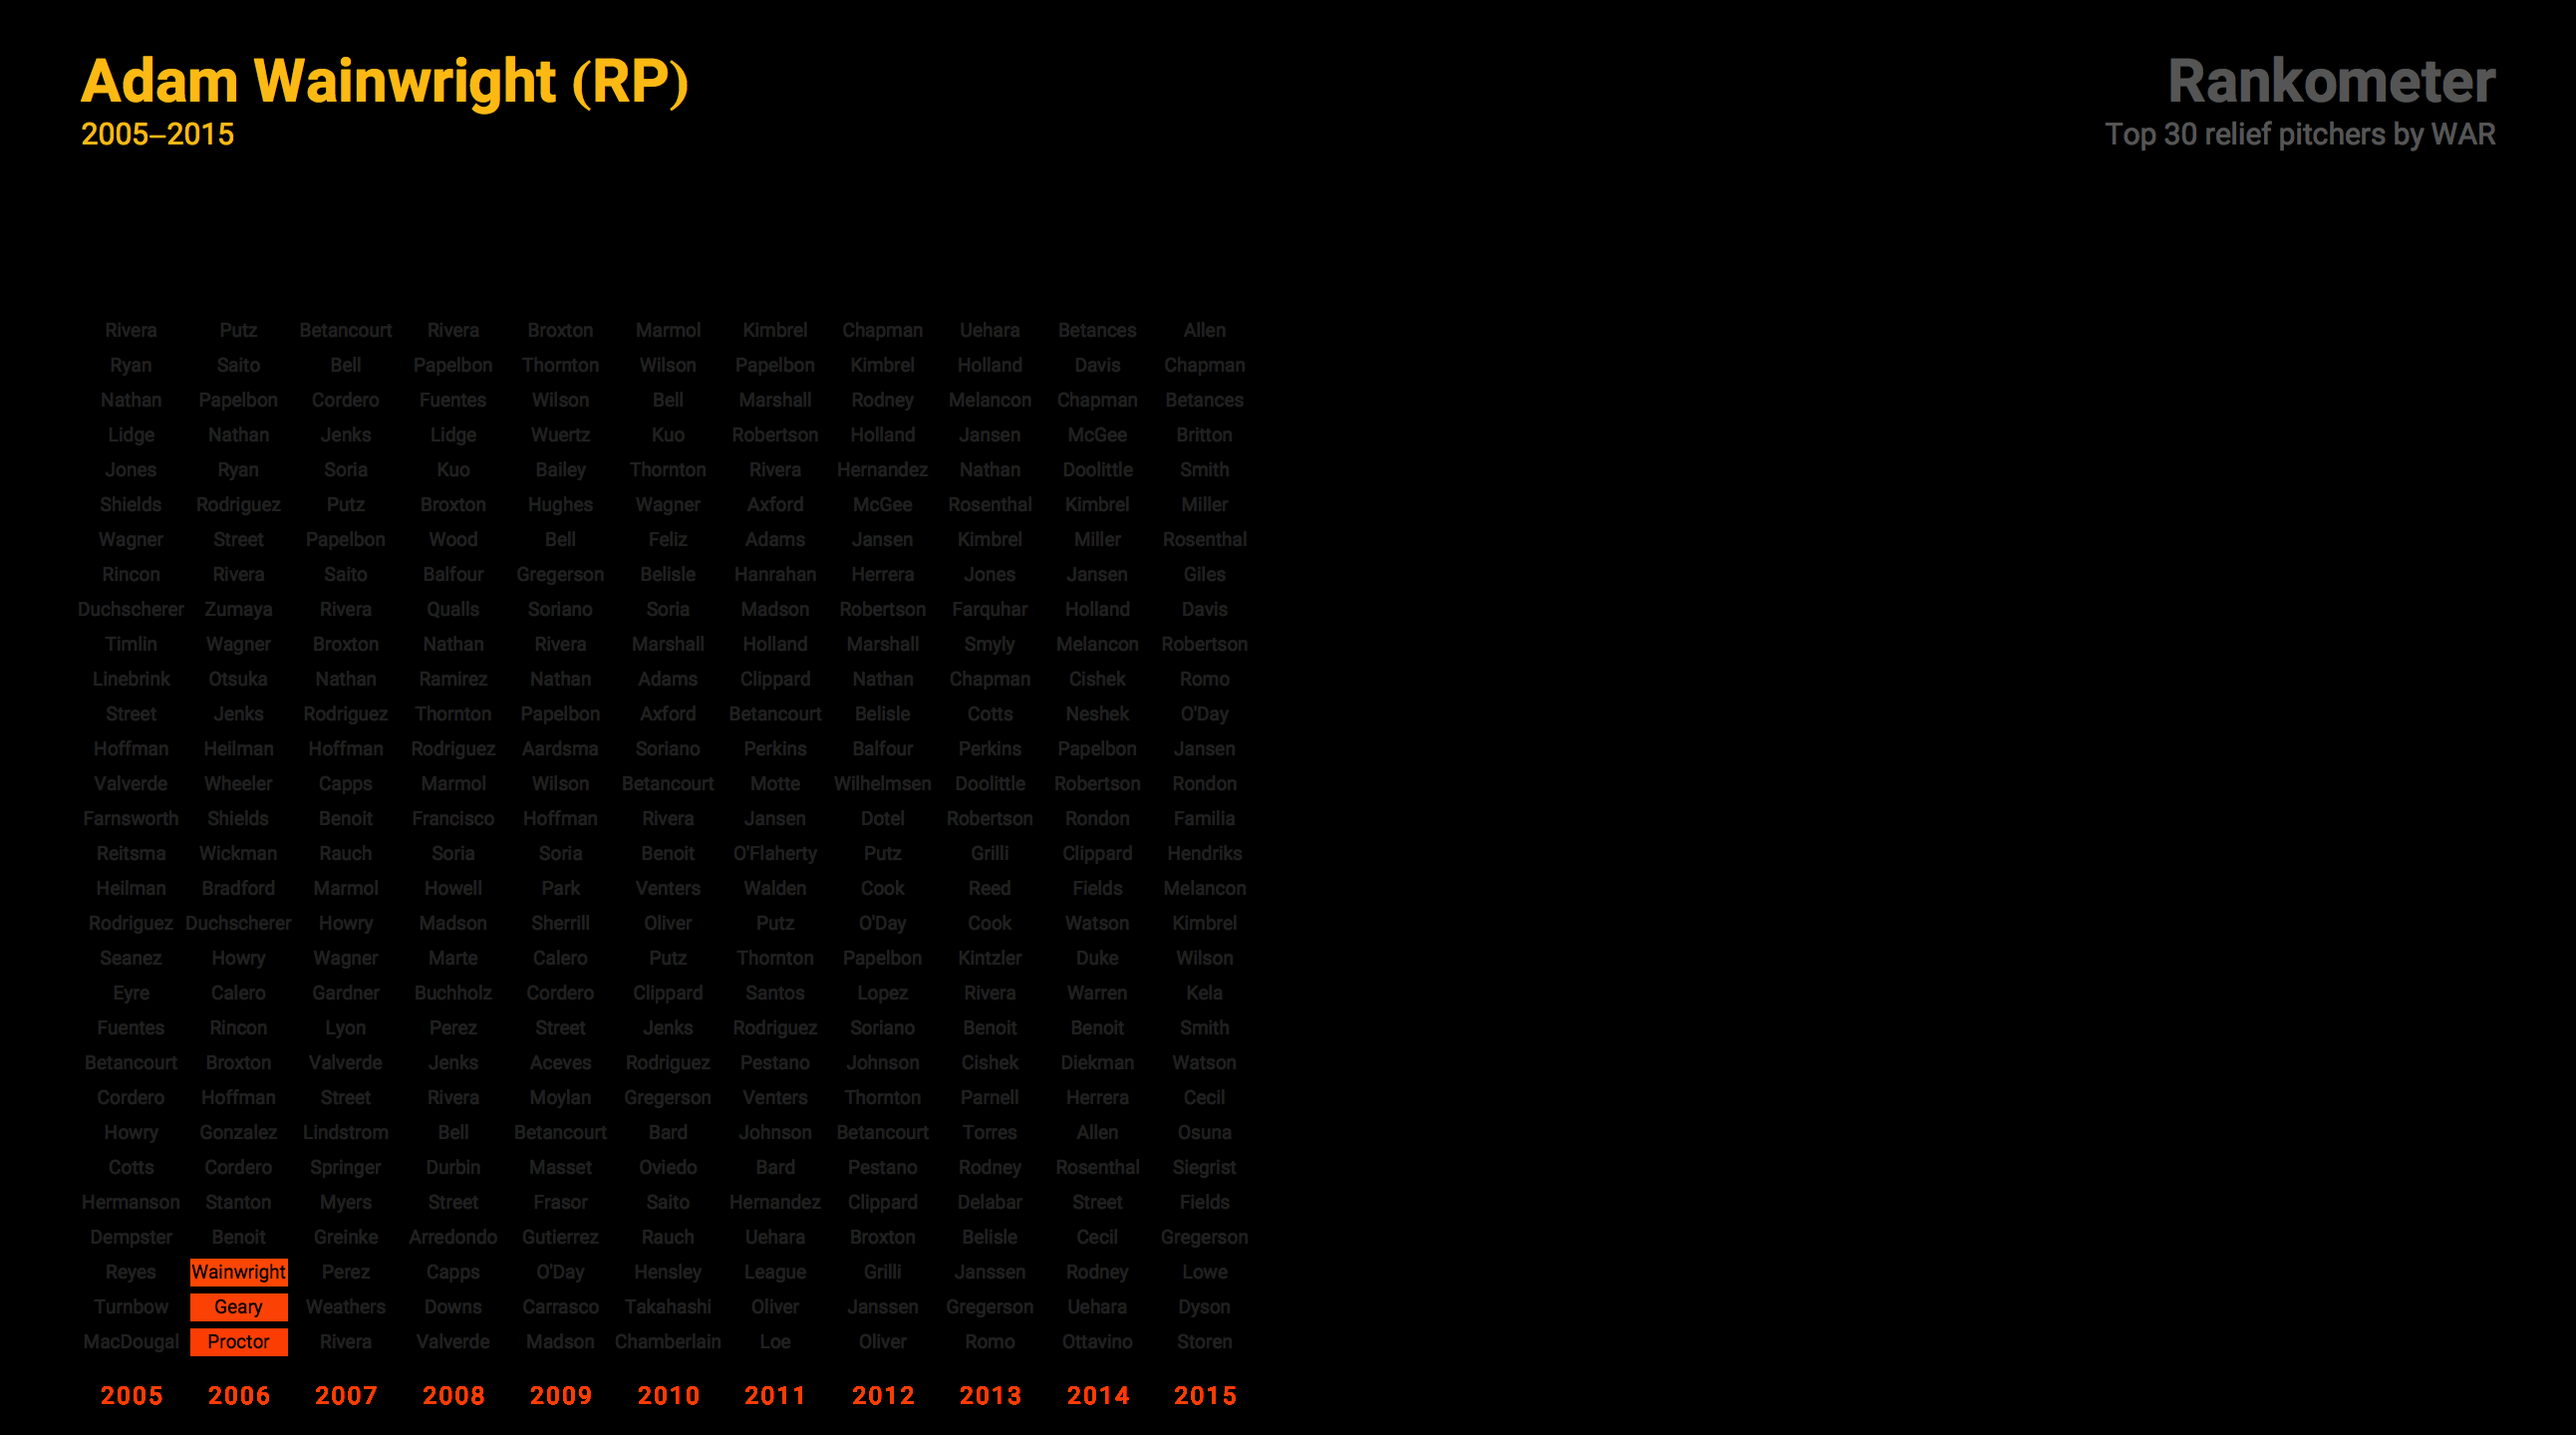 Adam Wainwright (RP)
2005–2015
Rankometer
Top 30 relief pitchers by WAR
Rivera Putz Betancourt Rivera Broxton Marmol Kimbrel Chapman Uehara Betances Allen
Ryan Saito Bell Papelbon Thornton Wilson Papelbon Kimbrel Holland Davis Chapman
Nathan Papelbon Cordero Fuentes Wilson Bell Marshall Rodney Melancon Chapman Betances
Lidge Nathan Jenks Lidge Wuertz Kuo Robertson Holland Jansen McGee Britton
Jones Ryan Soria Kuo Bailey Thornton Rivera Hernandez Nathan Doolittle Smith
Shields Rodriguez Putz Broxton Hughes Wagner Axford McGee Rosenthal Kimbrel Miller
Wagner Street Papelbon Wood Bell Feliz Adams Jansen Kimbrel Miller Rosenthal
Rincon Rivera Saito Balfour Gregerson Belisle Hanrahan Herrera Jones Jansen Giles
Duchscherer Zumaya Rivera Qualls Soriano Soria Madson Robertson Farquhar Holland Davis
Timlin Wagner Broxton Nathan Rivera Marshall Holland Marshall Smyly Melancon Robertson
Linebrink Otsuka Nathan Ramirez Nathan Adams Clippard Nathan Chapman Cishek Romo
Street Jenks Rodriguez Thornton Papelbon Axford Betancourt Belisle Cotts Neshek O'Day
Hoffman Heilman Hoffman Rodriguez Aardsma Soriano Perkins Balfour Perkins Papelbon Jansen
Valverde Wheeler Capps Marmol Wilson Betancourt Motte Wilhelmsen Doolittle Robertson Rondon
Farnsworth Shields Benoit Francisco Hoffman Rivera Jansen Dotel Robertson Rondon Familia
Reitsma Wickman Rauch Soria Soria Benoit O'Flaherty Putz Grilli Clippard Hendriks
Heilman Bradford Marmol Howell Park Venters Walden Cook Reed Fields Melancon
Rodriguez Duchscherer Howry Madson Sherrill Oliver Putz O'Day Cook Watson Kimbrel
Seanez Howry Wagner Marte Calero Putz Thornton Papelbon Kintzler Duke Wilson
Eyre Calero Gardner Buchholz Cordero Clippard Santos Lopez Rivera Warren Kela
Fuentes Rincon Lyon Perez Street Jenks Rodriguez Soriano Benoit Benoit Smith
Betancourt Broxton Valverde Jenks Aceves Rodriguez Pestano Johnson Cishek Diekman Watson
Cordero Hoffman Street Rivera Moylan Gregerson Venters Thornton Parnell Herrera Cecil
Howry Gonzalez Lindstrom Bell Betancourt Bard Johnson Betancourt Torres Allen Osuna
Cotts Cordero Springer Durbin Masset Oviedo Bard Pestano Rodney Rosenthal Siegrist
Hermanson Stanton Myers Street Frasor Saito Hernandez Clippard Delabar Street Fields
Dempster Benoit Greinke Arredondo Gutierrez Rauch Uehara Broxton Belisle Cecil Gregerson
Reyes Wainwright Perez Capps O'Day Hensley League Grilli Janssen Rodney Lowe
Turnbow Geary Weathers Downs Carrasco Takahashi Oliver Janssen Gregerson Uehara Dyson
MacDougal Proctor Rivera Valverde Madson Chamberlain Loe Oliver Romo Ottavino Storen
2005 2006 2007 2008 2009 2010 2011 2012 2013 2014 2015